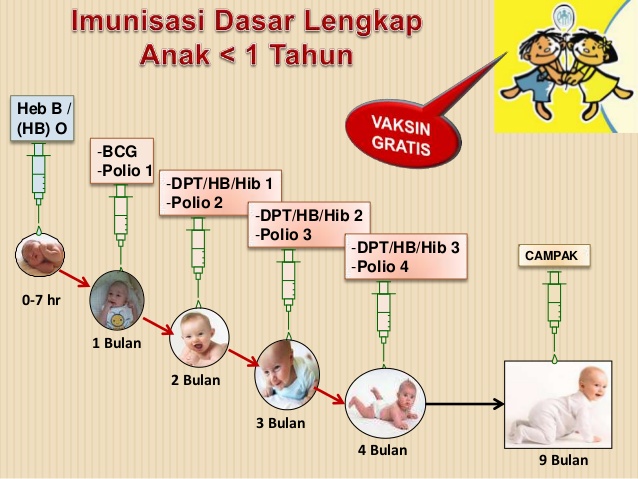 Imunisasi Dasar Lengkap
Anak < 1 Tahun
VAKSIN
GRATIS
Heb B /
(HB) O
-BCG
-Polio 1
-DPT/HB/Hib 1
-Polio 2
-DPT/HB/Hib 2
-Polio 3
-DPT/HB/Hib 3
-Polio 4
CAMPAK
0-7 hr
1 Bulan
2 Bulan
3 Bulan
4 Bulan
9 Bulan